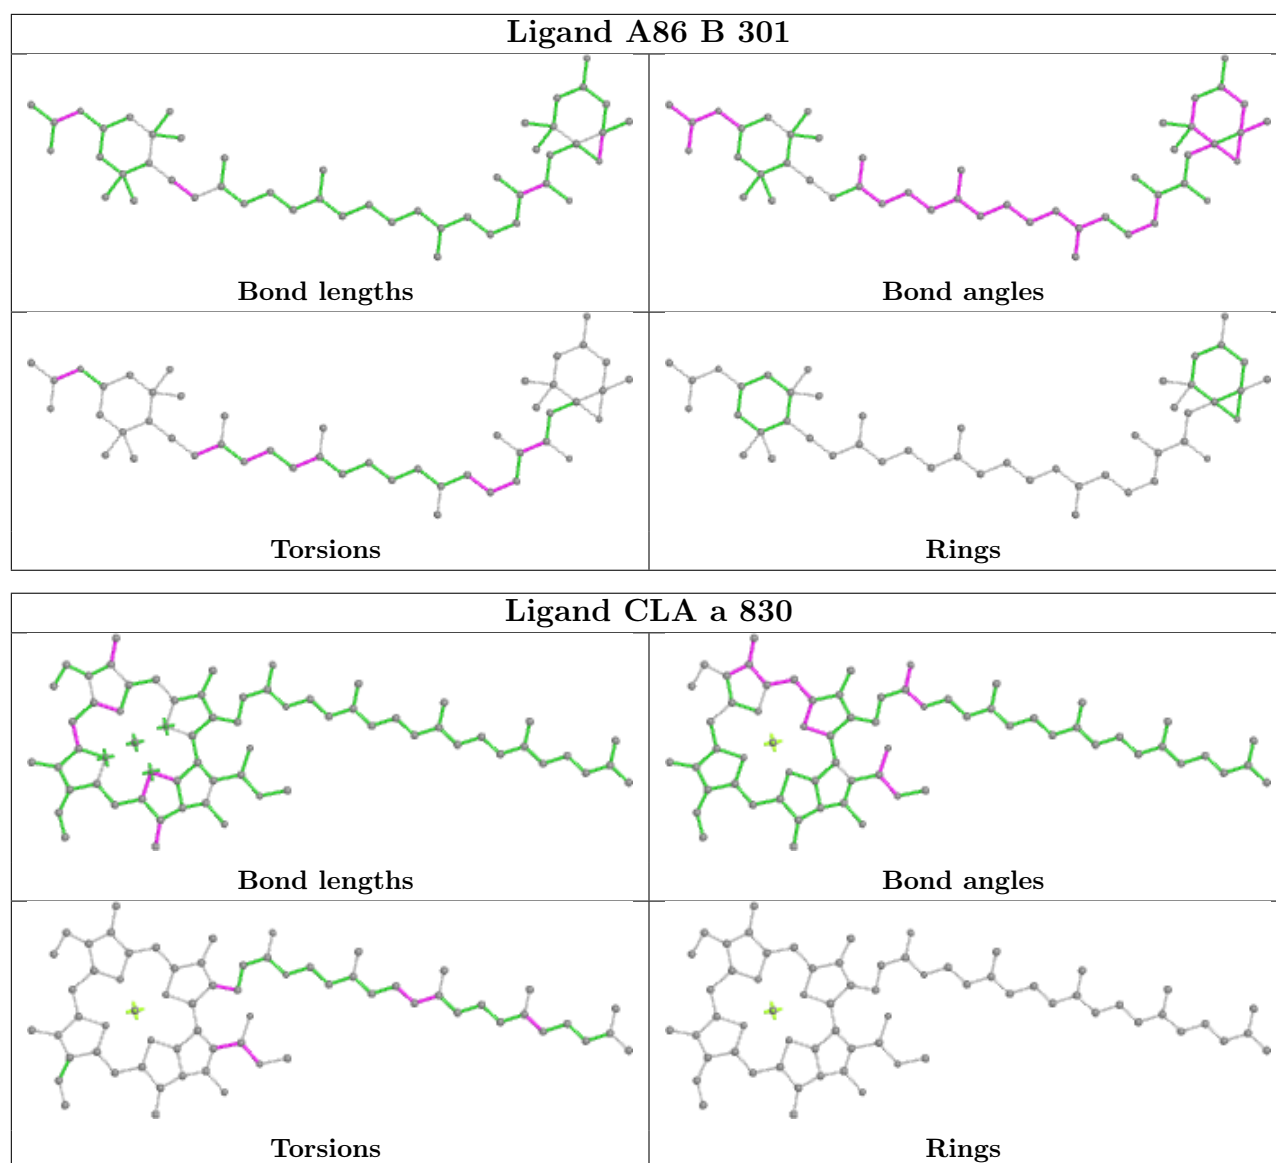 Ligand A86 B 301
Bond lengths
Bond angles
Torsions
Rings
Ligand CLA a 830
Bond lengths
Bond angles
Torsions
Rings